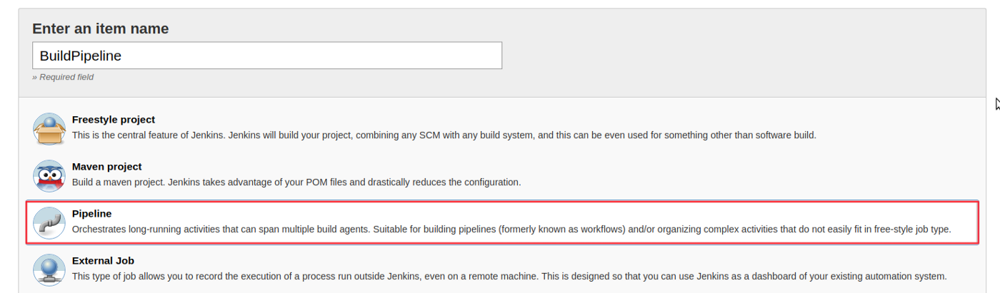 Enter an item name
BuildPipeline
» Required field
Freestyle project
This is the central feature of Jenkins. Jenkins will build your project, combining any SCM with any build system, and this can be even used for something other than software build.
Maven project
Build a maven project. Jenkins takes advantage of your POM files and drastically reduces the configuration.
Pipeline
Orchestrates long-running activities that can span multiple build agents. Suitable for building pipelines (formerly known as workflows) and/or organizing complex activities that do not easily fit in free-style job type.
External Job
This type of job allows you to record the execution of a process run outside Jenkins, even on a remote machine. This is designed so that you can use Jenkins as a dashboard of your existing automation system.